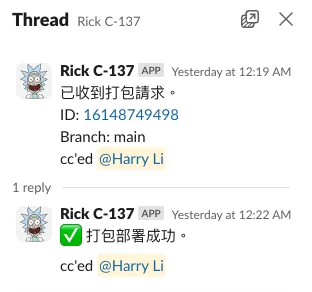 Thread Rick C-137
Rick C-137 APP Yesterday at 12:19 AM
已收到打包請求。
ID: 16148749498
Branch: main
cc'ed @Harry Li
1 reply
Rick C-137 APP Yesterday at 12:22 AM
✅ 打包部署成功。
cc'ed @Harry Li